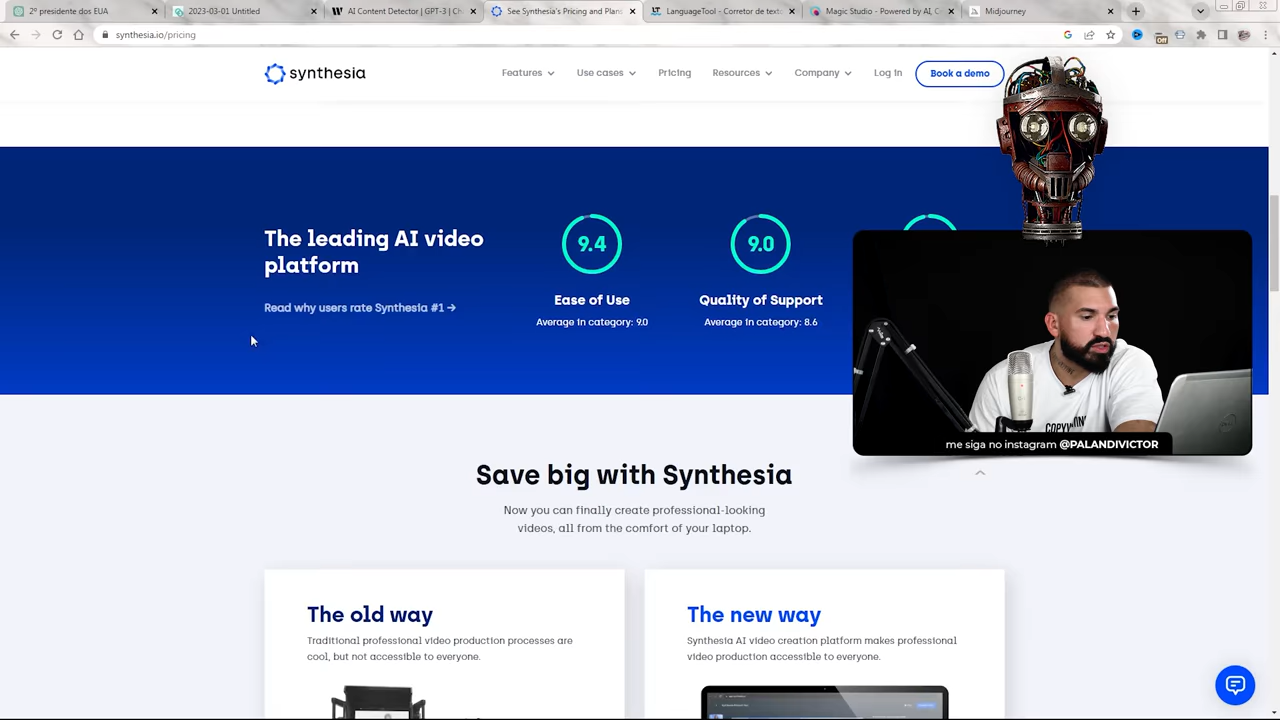 2º presidente dos EUA
2023-03-01 Untitled
AI Content Detector | GPT-3 | Ch
See Synthesia's Pricing and Plan
LanguageTool - Corretor de texto
Magic Studio - Powered by AI, C
Midjourney
synthesia.io/pricing
Off
synthesia
Features
Use cases
Pricing
Resources
Company
Log in
Book a demo
The leading AI video
platform
Read why users rate Synthesia #1 →
9.4
Ease of Use
Average in category: 9.0
9.0
Quality of Support
Average in category: 8.6
me siga no instagram @PALANDIVICTOR
Save big with Synthesia
Now you can finally create professional-looking
videos, all from the comfort of your laptop.
The old way
Traditional professional video production processes are
cool, but not accessible to everyone.
The new way
Synthesia AI video creation platform makes professional
video production accessible to everyone.